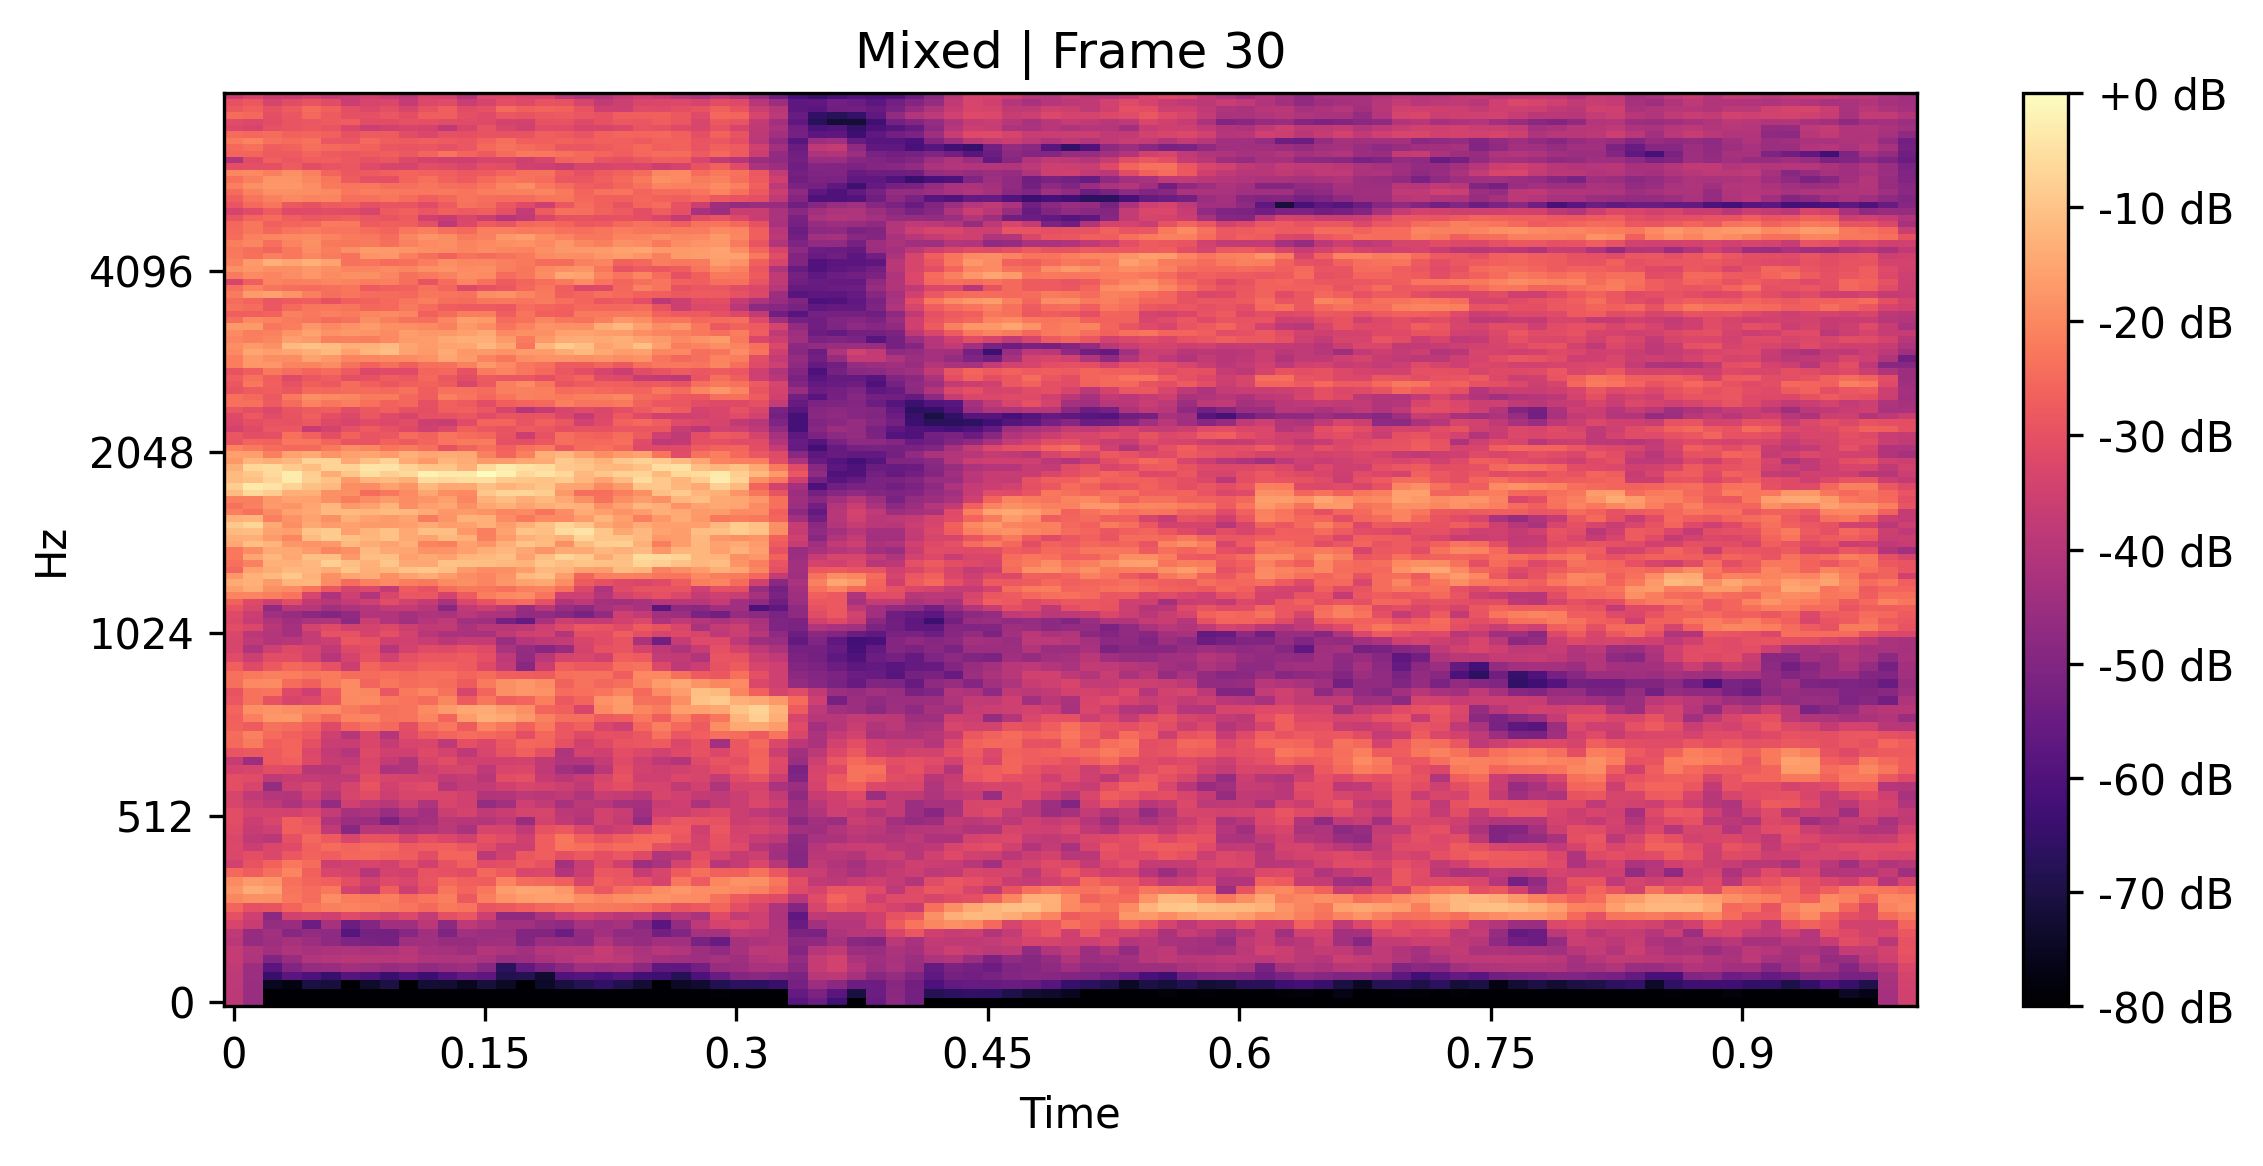 Mixed | Frame 30
Hz
4096
2048
1024
512
0
0
0.15
0.3
0.45
0.6
0.75
0.9
Time
+0 dB
-10 dB
-20 dB
-30 dB
-40 dB
-50 dB
-60 dB
-70 dB
-80 dB